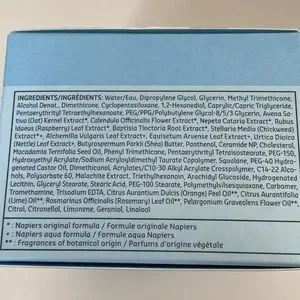 INGREDIENTS/INGRÉDIENTS: Water/Eau, Dipropylene Glycol, Glycerin, Methyl Trimethicone,
Alcohol Denat., Dimethicone, Cyclopentasiloxane, 1,2-Hexanediol, Caprylic/Capric Triglyceride,
Pentaerythrityl Tetraethylhexanoate, PEG/PPG/Polybutylene Glycol-8/5/3 Glycerin, Avena Sa-
tiva (Oat) Kernel Extract*, Calendula Officinalis Flower Extract*, Nepeta Cataria Extract*, Rubus
Idaeus (Raspberry) Leaf Extract*, Baptisia Tinctoria Root Extract*, Stellaria Media (Chickweed)
Extract*+, Alchemilla Vulgaris Leaf Extract+, Equisetum Arvense Leaf Extract+, Urtica Dioica
(Nettle) Leaf Extract+, Butyrospermum Parkii (Shea) Butter, Panthenol, Ceramide NP, Cholesterol,
Macadamia Ternifolia Seed Oil, Phenyl Trimethicone, Pentaerythrityl Tetraisostearate, PEG-150,
Hydroxyethyl Acrylate/Sodium Acryloyldimethyl Taurate Copolymer, Squalane, PEG-40 Hydro-
genated Castor Oil, Dimethiconol, Acrylates/C10-30 Alkyl Acrylate Crosspolymer, C14-22 Alco-
hols, Polysorbate 60, Malachite Extract, Triethylhexanoin, Arachidyl Glucoside, Hydrogenated
Lecithin, Glyceryl Stearate, Stearic Acid, PEG-100 Stearate, Polymethylsilsesquioxane, Carbomer,
Tromethamine, Trisodium EDTA, Citrus Aurantium Dulcis (Orange) Peel Oil**, Citrus Aurantifolia
(Lime) Oil**, Rosmarinus Officinalis (Rosemary) Leaf Oil**, Pelargonium Graveolens Flower Oil**,
Citral, Citronellol, Limonene, Geraniol, Linalool
* : Napiers original formula / Formule originale Napiers
+ : Napiers aqua formula / Formule aqua Napiers
** : Fragrances of botanical origin / Parfums d'origine végétale